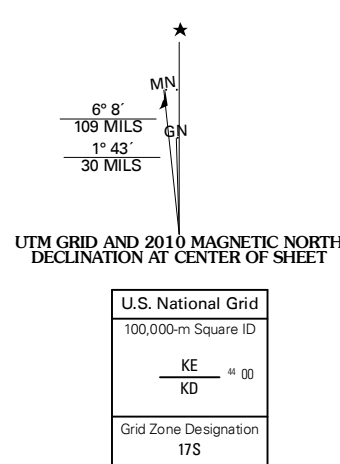 ★
MN
6° 8´
109 MILS
GN
1° 43´
30 MILS
UTM GRID AND 2010 MAGNETIC NORTH
DECLINATION AT CENTER OF SHEET
U.S. National Grid
100,000-m Square ID
KE
44 00
KD
Grid Zone Designation
17S